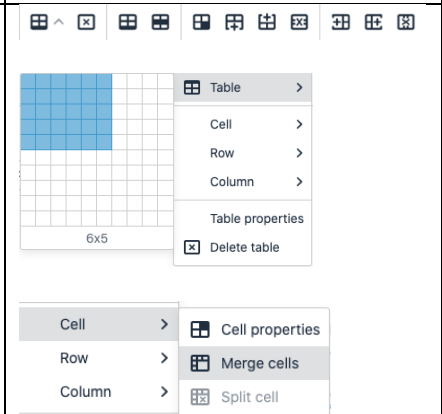 Table
Cell
Row
Column
Table properties
6x5
Delete table
Cell
Cell properties
Row
Merge cells
Column
Split cell